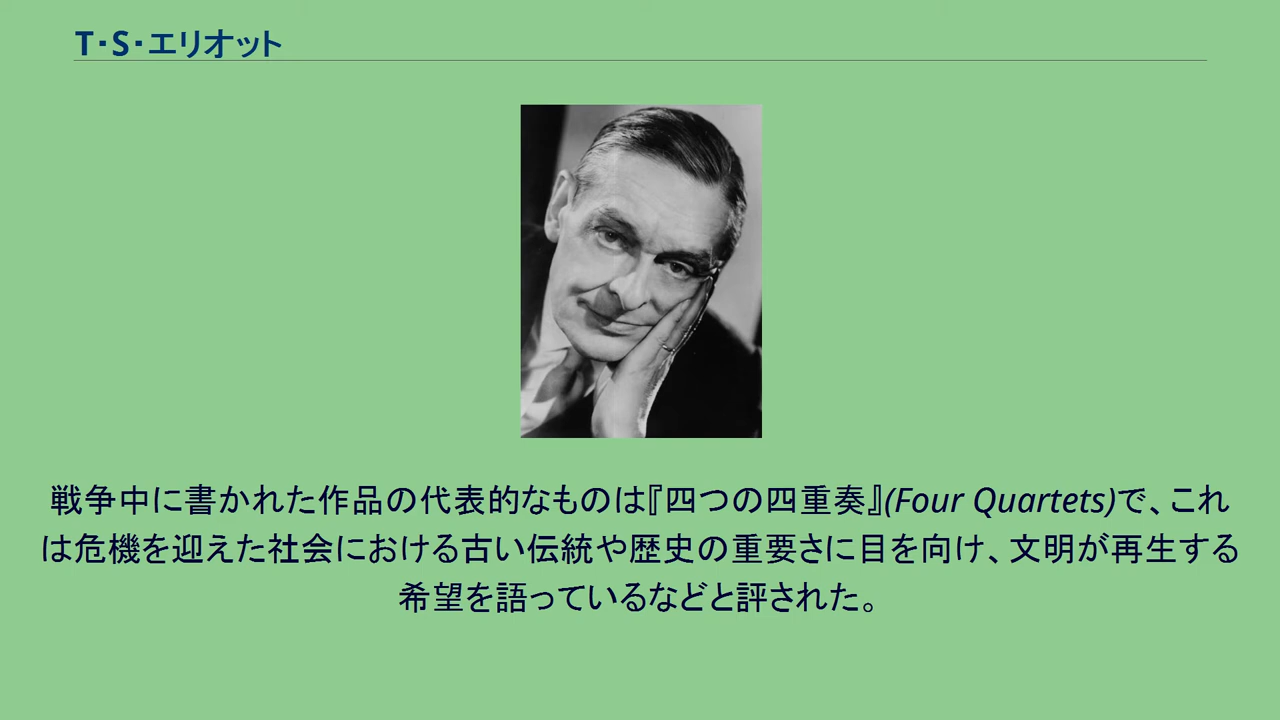 T・S・エリオット
戦争中に書かれた作品の代表的なものは『四つの四重奏』(Four Quartets)で、これ
は危機を迎えた社会における古い伝統や歴史の重要さに目を向け、文明が再生する
希望を語っているなどと評された。